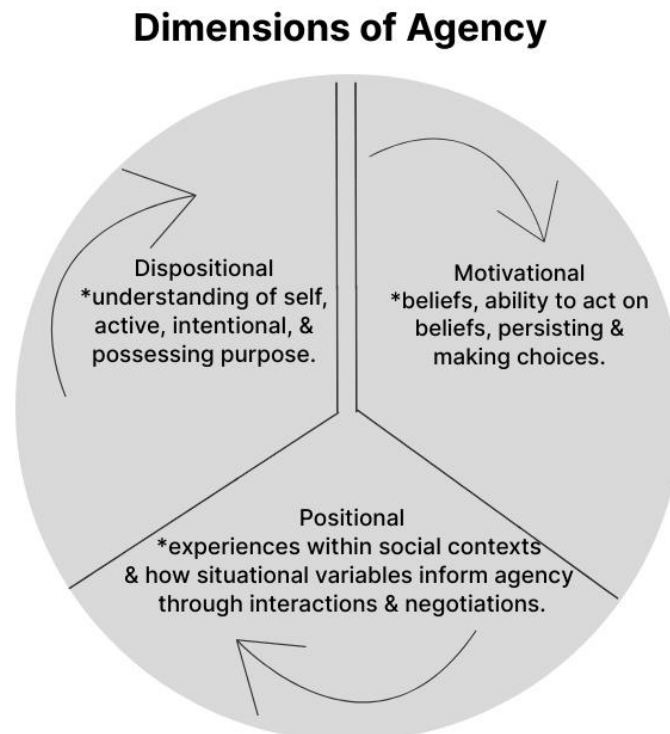 Dimensions of Agency
Dispositional
*understanding of self,
active, intentional, &
possessing purpose.
Motivational
*beliefs, ability to act on
beliefs, persisting &
making choices.
Positional
*experiences within social contexts
& how situational variables inform agency
through interactions & negotiations.